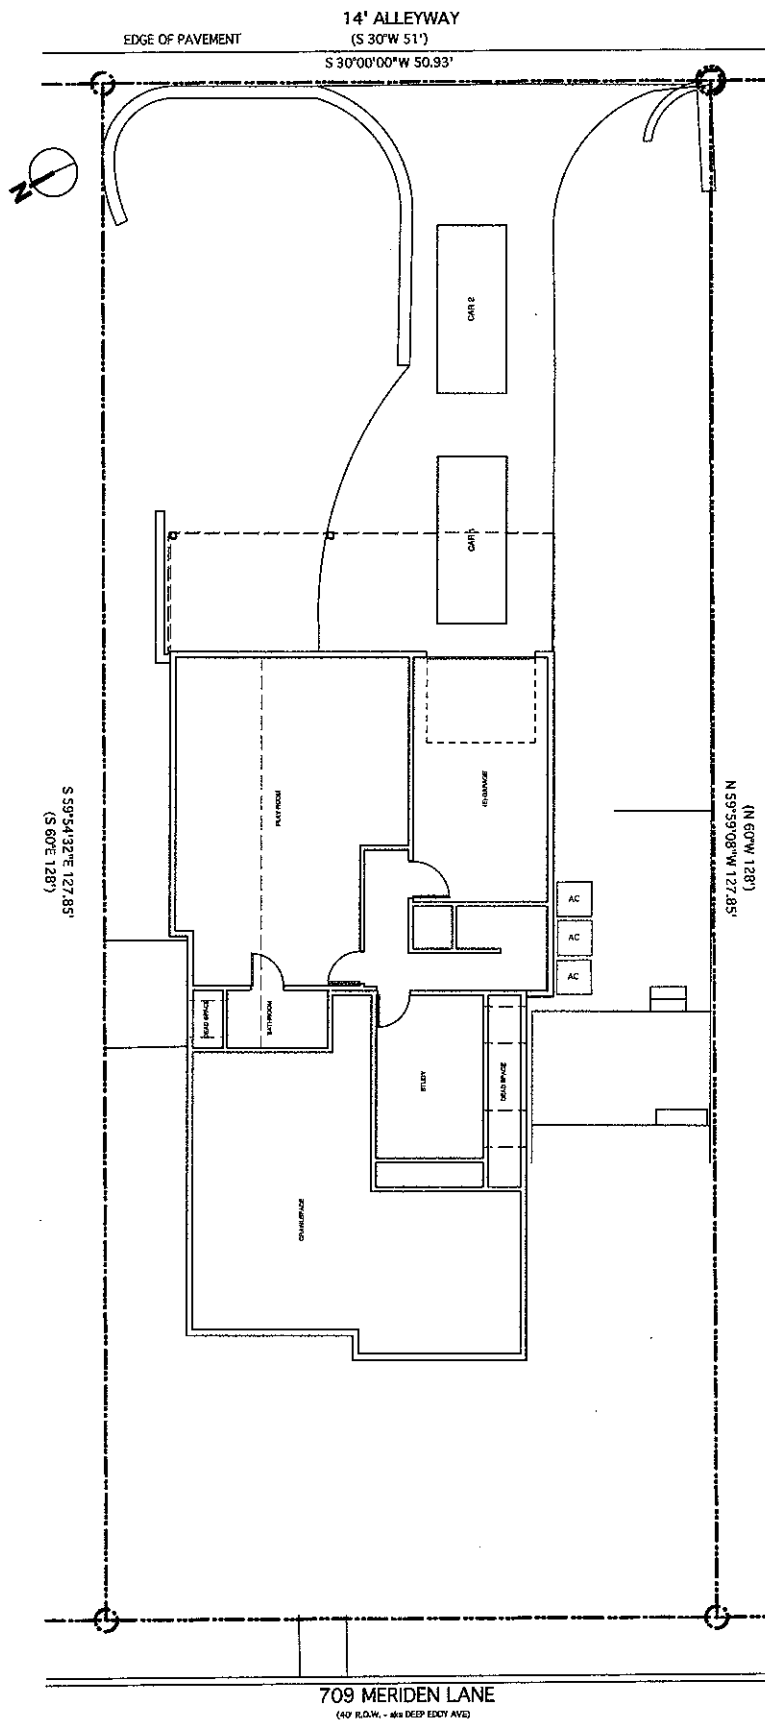 14' ALLEYWAY
EDGE OF PAVEMENT
(S 30°W 51')
S 30°00'00"W 50.93'
N
CAR 2
CAR 1
PLAYROOM
(E) GARAGE
S 59°54'32"E 127.85'
(S 60°E 128')
(N 60°W 128')
N 59°59'08"W 127.85'
AC
AC
AC
DEAD SPACE
BATHROOM
STUDY
DEAD SPACE
CRAWLSPACE
709 MERIDEN LANE
(40' R.O.W. - aka DEEP EDDY AVE)